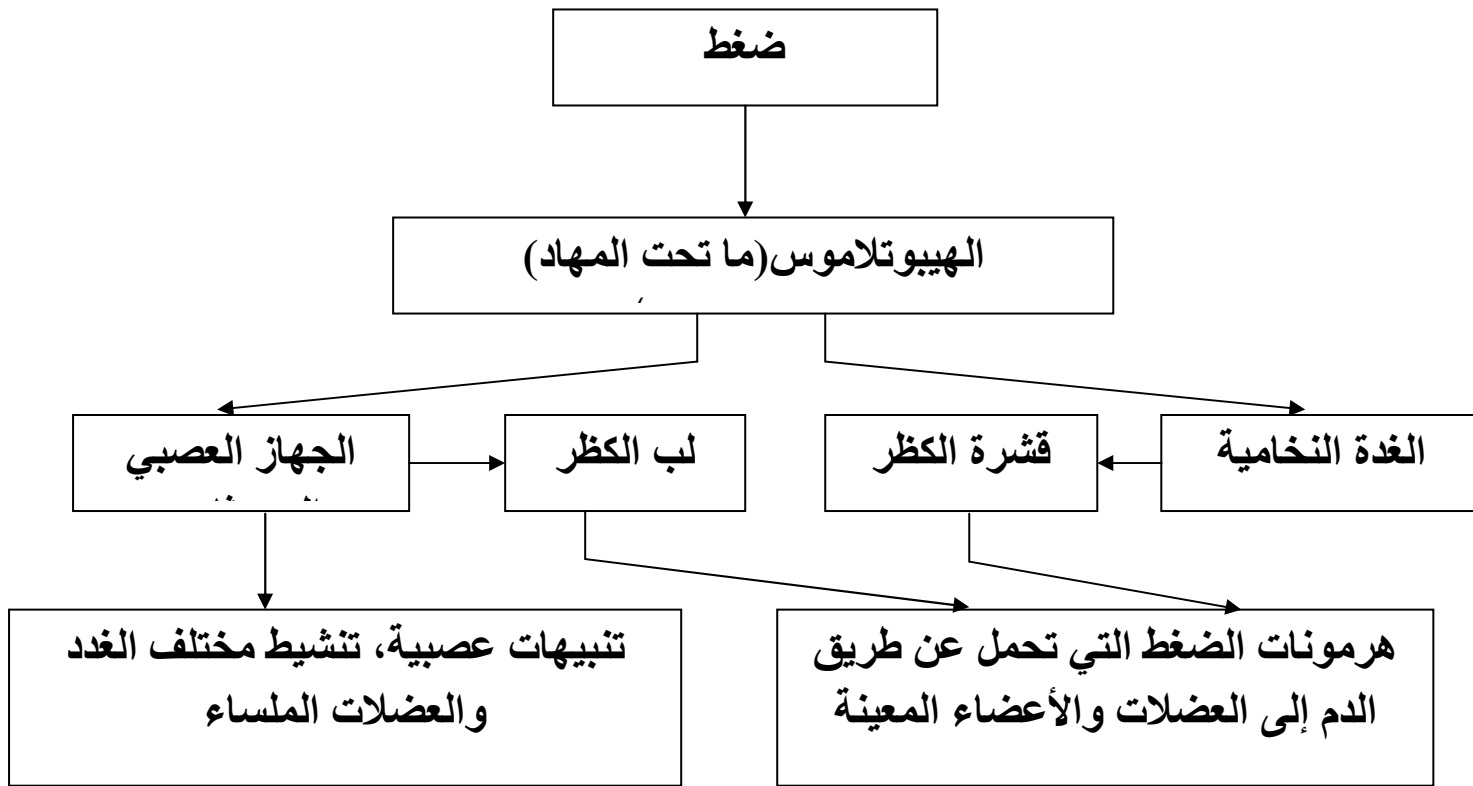 ضغط
الهيبوتلاموس(ما تحت المهاد)
الغدة النخامية
قشرة الكظر
لب الكظر
الجهاز العصبي
هرمونات الضغط التي تحمل عن طريق
الدم إلى العضلات والأعضاء المعينة
تنبيهات عصبية، تنشيط مختلف الغدد
والعضلات الملساء